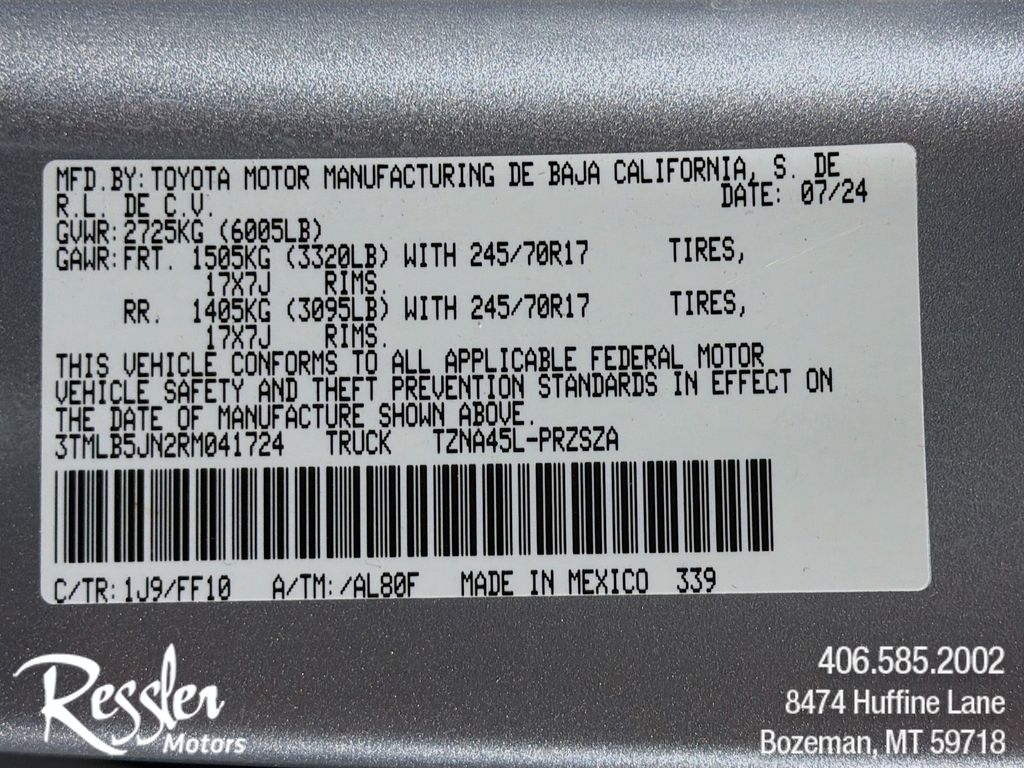 MFD.BY: TOYOTA MOTOR MANUFACTURING DE BAJA CALIFORNIA, S. DE
R.L. DE C.V. DATE: 07/24
GVWR: 2725KG (6005LB)
GAWR: FRT. 1505KG (3320LB) WITH 245/70R17 TIRES,
17X7J RIMS.
RR. 1405KG (3095LB) WITH 245/70R17 TIRES,
17X7J RIMS.
THIS VEHICLE CONFORMS TO ALL APPLICABLE FEDERAL MOTOR
VEHICLE SAFETY AND THEFT PREVENTION STANDARDS IN EFFECT ON
THE DATE OF MANUFACTURE SHOWN ABOVE.
3TMLB5JN2RM041724 TRUCK TZNA45L-PRZSZA
C/TR: 1J9/FF10 A/TM: /AL80F MADE IN MEXICO 339
Ressler
Motors
406.585.2002
8474 Huffine Lane
Bozeman, MT 59718